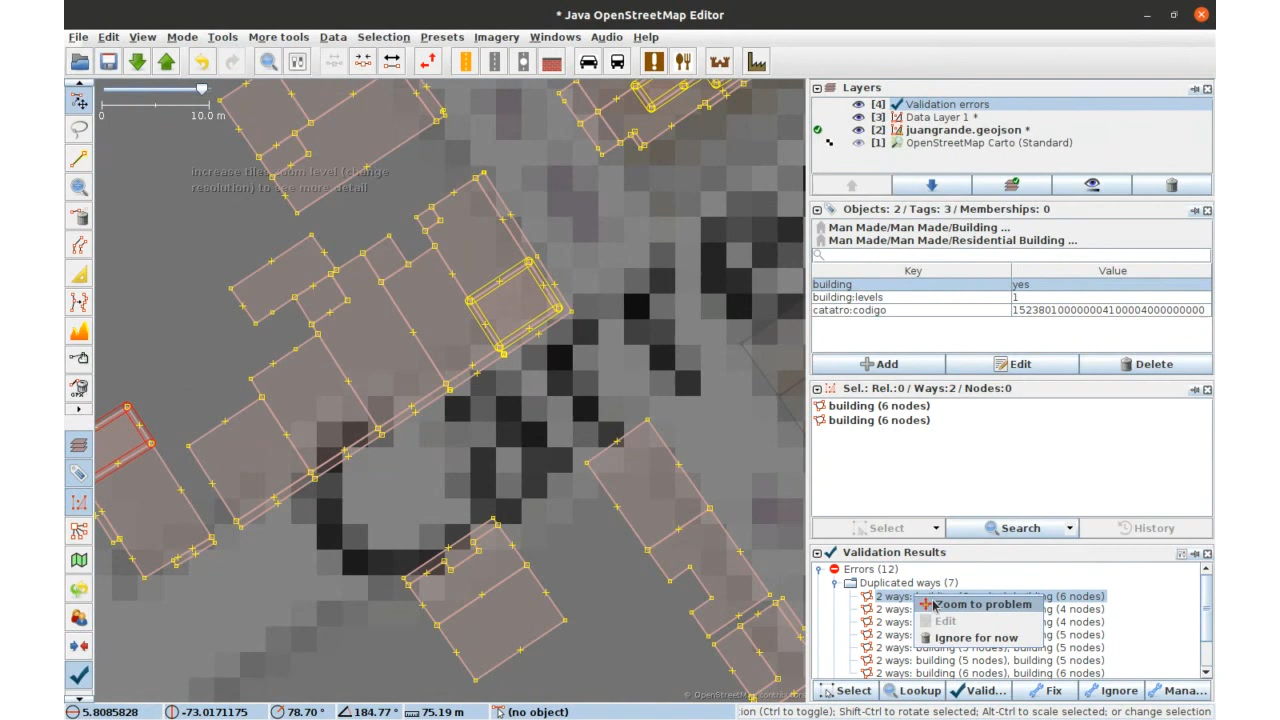 * Java OpenStreetMap Editor
File Edit View Mode Tools More tools Data Selection Presets Imagery Windows Audio Help
0 10.0 m
increase tiles zoom level (change
resolution) to see more detail
Layers
[4] Validation errors
[3] Data Layer 1 *
[2] juangrande.geojson *
[1] OpenStreetMap Carto (Standard)
Objects: 2 / Tags: 3 / Memberships: 0
Man Made/Man Made/Building ...
Man Made/Man Made/Residential Building ...
Key Value
building yes
building:levels 1
catatro:codigo
Add Edit Delete
Sel.: Rel.:0 / Ways:2 / Nodes:0
building (6 nodes)
building (6 nodes)
Select Search History
Validation Results
Errors (12)
Duplicated ways (7)
2 ways: building (6 nodes)
2 ways: building (4 nodes)
2 ways: building (4 nodes)
2 ways: building (5 nodes)
2 ways: building (5 nodes), building (5 nodes)
2 ways: building (5 nodes), building (5 nodes)
2 ways: building (6 nodes), building (6 nodes)
Zoom to problem
Edit
Ignore for now
Select Lookup Valid... Fix Ignore Mana...
© OpenStreetMap contributors
5.8085828 -73.0171175 78.70 ° 184.77 ° 75.19 m (no object) :ion (Ctrl to toggle); Shift-Ctrl to rotate selected; Alt-Ctrl to scale selected; or change selection